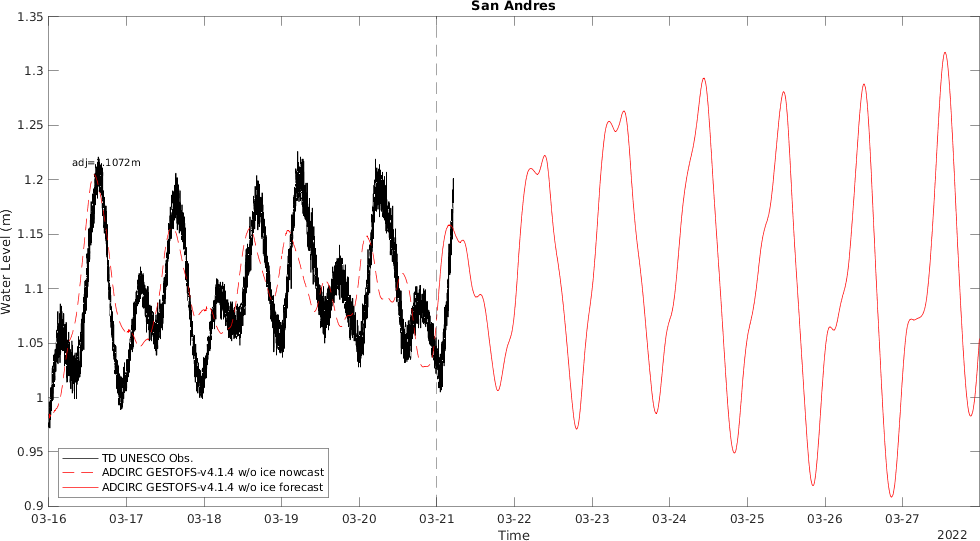 San Andres
1.35
1.3
1.25
1.2
1.15
1.1
1.05
1
0.95
0.9
Water Level (m)
adj= .1072m
TD UNESCO Obs.
ADCIRC GESTOFS-v4.1.4 w/o ice nowcast
ADCIRC GESTOFS-v4.1.4 w/o ice forecast
03-16 03-17 03-18 03-19 03-20 03-21 03-22 03-23 03-24 03-25 03-26 03-27
Time
2022